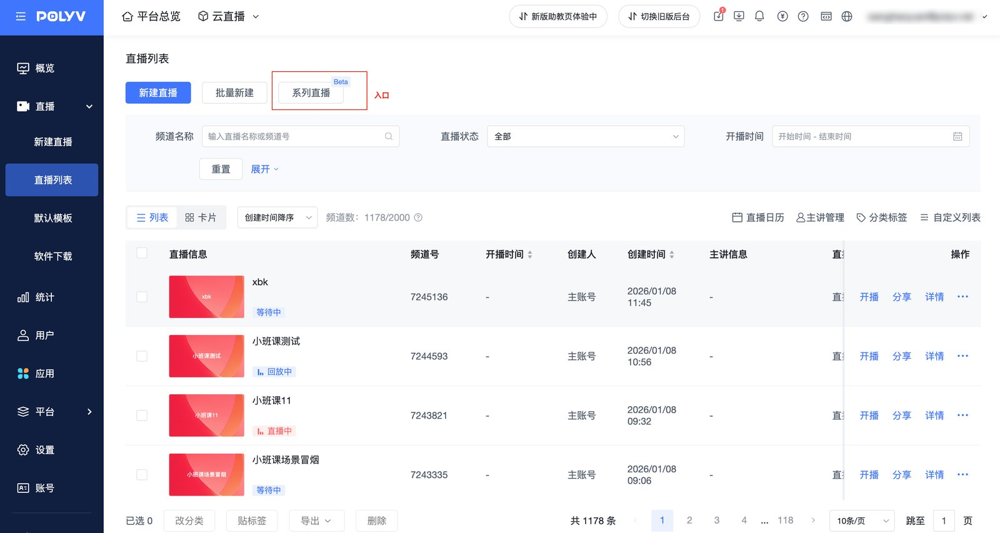 POLYV
平台总览
云直播
新版助教页体验中
切换旧版后台
概览
直播
新建直播
直播列表
默认模板
软件下载
统计
用户
应用
平台
设置
账号
直播列表
新建直播
批量新建
系列直播
Beta
入口
频道名称
输入直播名称或频道号
直播状态
全部
开播时间
开始时间 - 结束时间
重置
展开
列表
卡片
创建时间降序
频道数: 1178/2000
直播日历
主讲管理
分类标签
自定义列表
直播信息 频道号 开播时间 创建人 创建时间 主讲信息 操作
xbk
xbk
等待中
7245136 - 主账号 2026/01/08 11:45 - 开播 分享 详情 ···
小班课测试
小班课测试
回放中
7244593 - 主账号 2026/01/08 10:56 - 开播 分享 详情 ···
小班课11
小班课11
直播中
7243821 - 主账号 2026/01/08 09:32 - 开播 分享 详情 ···
小班课场景冒烟
小班课场景冒烟
等待中
7243335 - 主账号 2026/01/08 09:06 - 开播 分享 详情 ···
已选 0 改分类 贴标签 导出 删除 共 1178 条 1 2 3 4 ... 118 10条/页 跳至 1 页